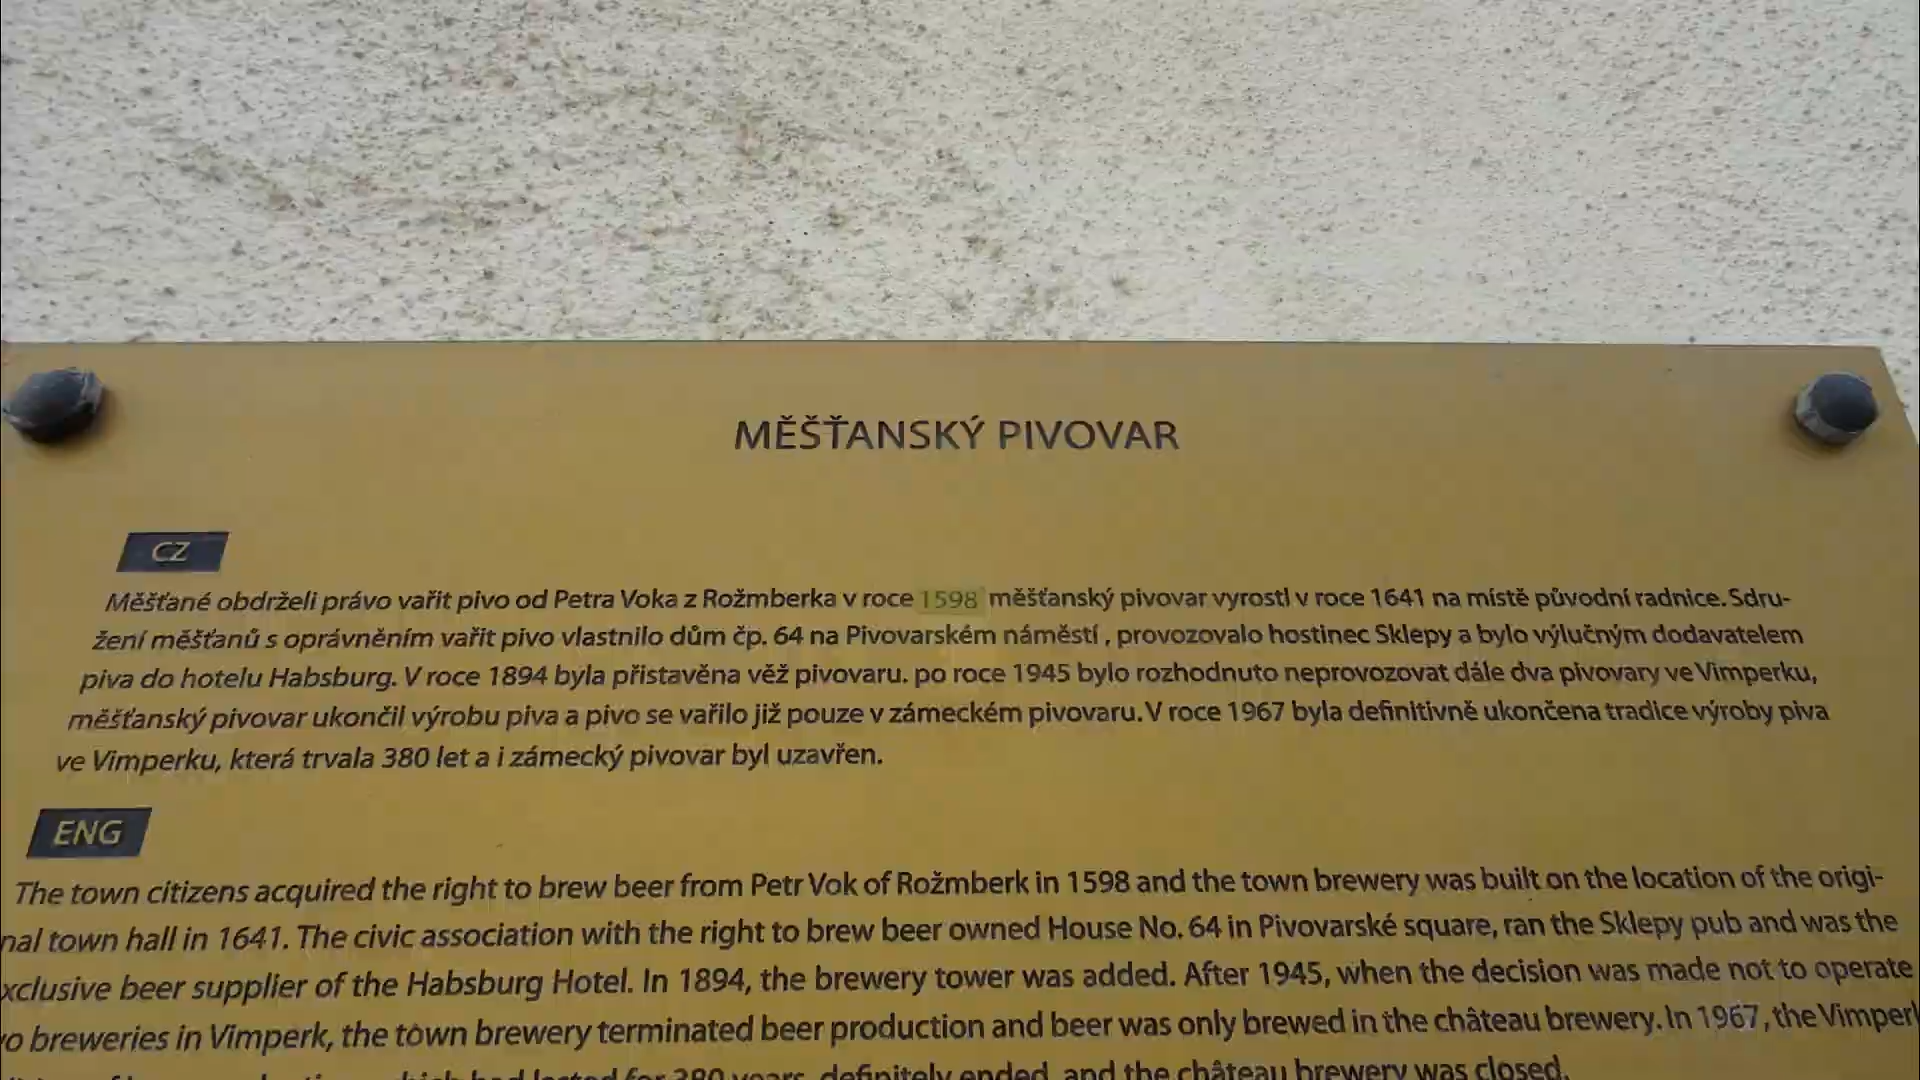 MĚŠŤANSKÝ PIVOVAR
CZ
Měšťané obdrželi právo vařit pivo od Petra Voka z Rožmberka v roce 1598 měšťanský pivovar vyrostl v roce 1641 na místě původní radnice. Sdru-
žení měšťanů s oprávněním vařit pivo vlastnilo dům čp. 64 na Pivovarském náměstí , provozovalo hostinec Sklepy a bylo výlučným dodavatelem
piva do hotelu Habsburg. V roce 1894 byla přistavěna věž pivovaru. po roce 1945 bylo rozhodnuto neprovozovat dále dva pivovary ve Vimperku,
měšťanský pivovar ukončil výrobu piva a pivo se vařilo již pouze v zámeckém pivovaru. V roce 1967 byla definitivně ukončena tradice výroby piva
ve Vimperku, která trvala 380 let a i zámecký pivovar byl uzavřen.
ENG
The town citizens acquired the right to brew beer from Petr Vok of Rožmberk in 1598 and the town brewery was built on the location of the origi-
nal town hall in 1641. The civic association with the right to brew beer owned House No. 64 in Pivovarské square, ran the Sklepy pub and was the
xclusive beer supplier of the Habsburg Hotel. In 1894, the brewery tower was added. After 1945, when the decision was made not to operate
o breweries in Vimperk, the town brewery terminated beer production and beer was only brewed in the château brewery. In 1967, the Vimperk
which had lasted for 380 years, definitely ended, and the château brewery was closed.